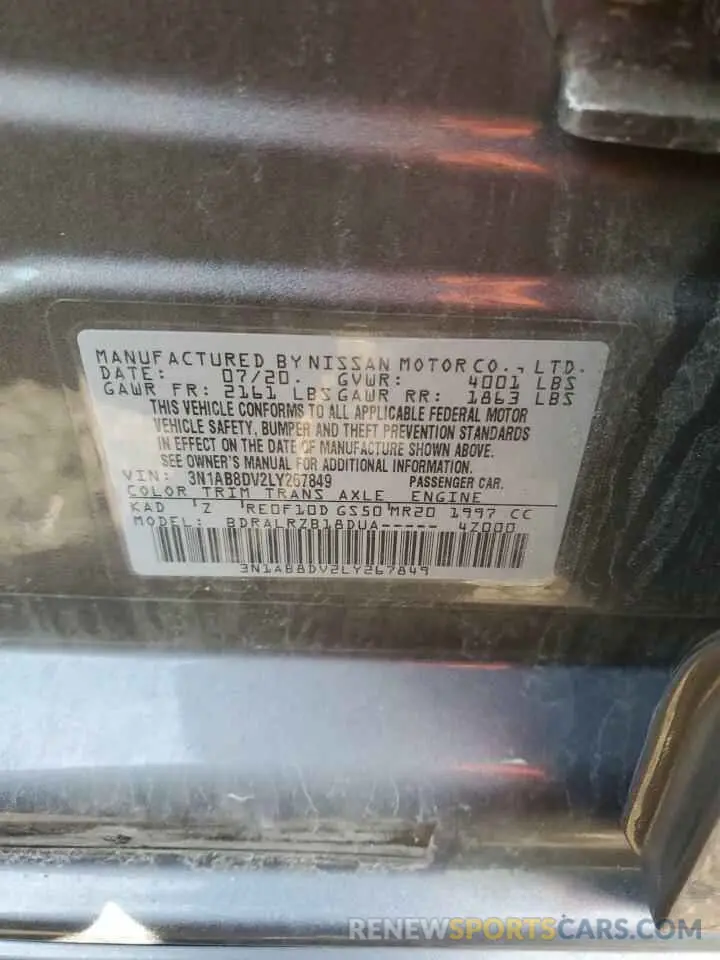 MANUFACTURED BY NISSAN MOTOR CO., LTD.
DATE: 07/20. GVWR: 4001 LBS
GAWR FR: 2161 LBS GAWR RR: 1863 LBS
THIS VEHICLE CONFORMS TO ALL APPLICABLE FEDERAL MOTOR
VEHICLE SAFETY, BUMPER AND THEFT PREVENTION STANDARDS
IN EFFECT ON THE DATE OF MANUFACTURE SHOWN ABOVE.
SEE OWNER'S MANUAL FOR ADDITIONAL INFORMATION.
VIN: 3N1AB8DV2LY267849 PASSENGER CAR.
COLOR TRIM TRANS AXLE ENGINE
KAD Z RE0F10D GS50 MR20 1997 CC
MODEL: BDRALRZB18DUA----- 4Z000
3N1AB8DV2LY267849
RENEWSPORTSCARS.COM